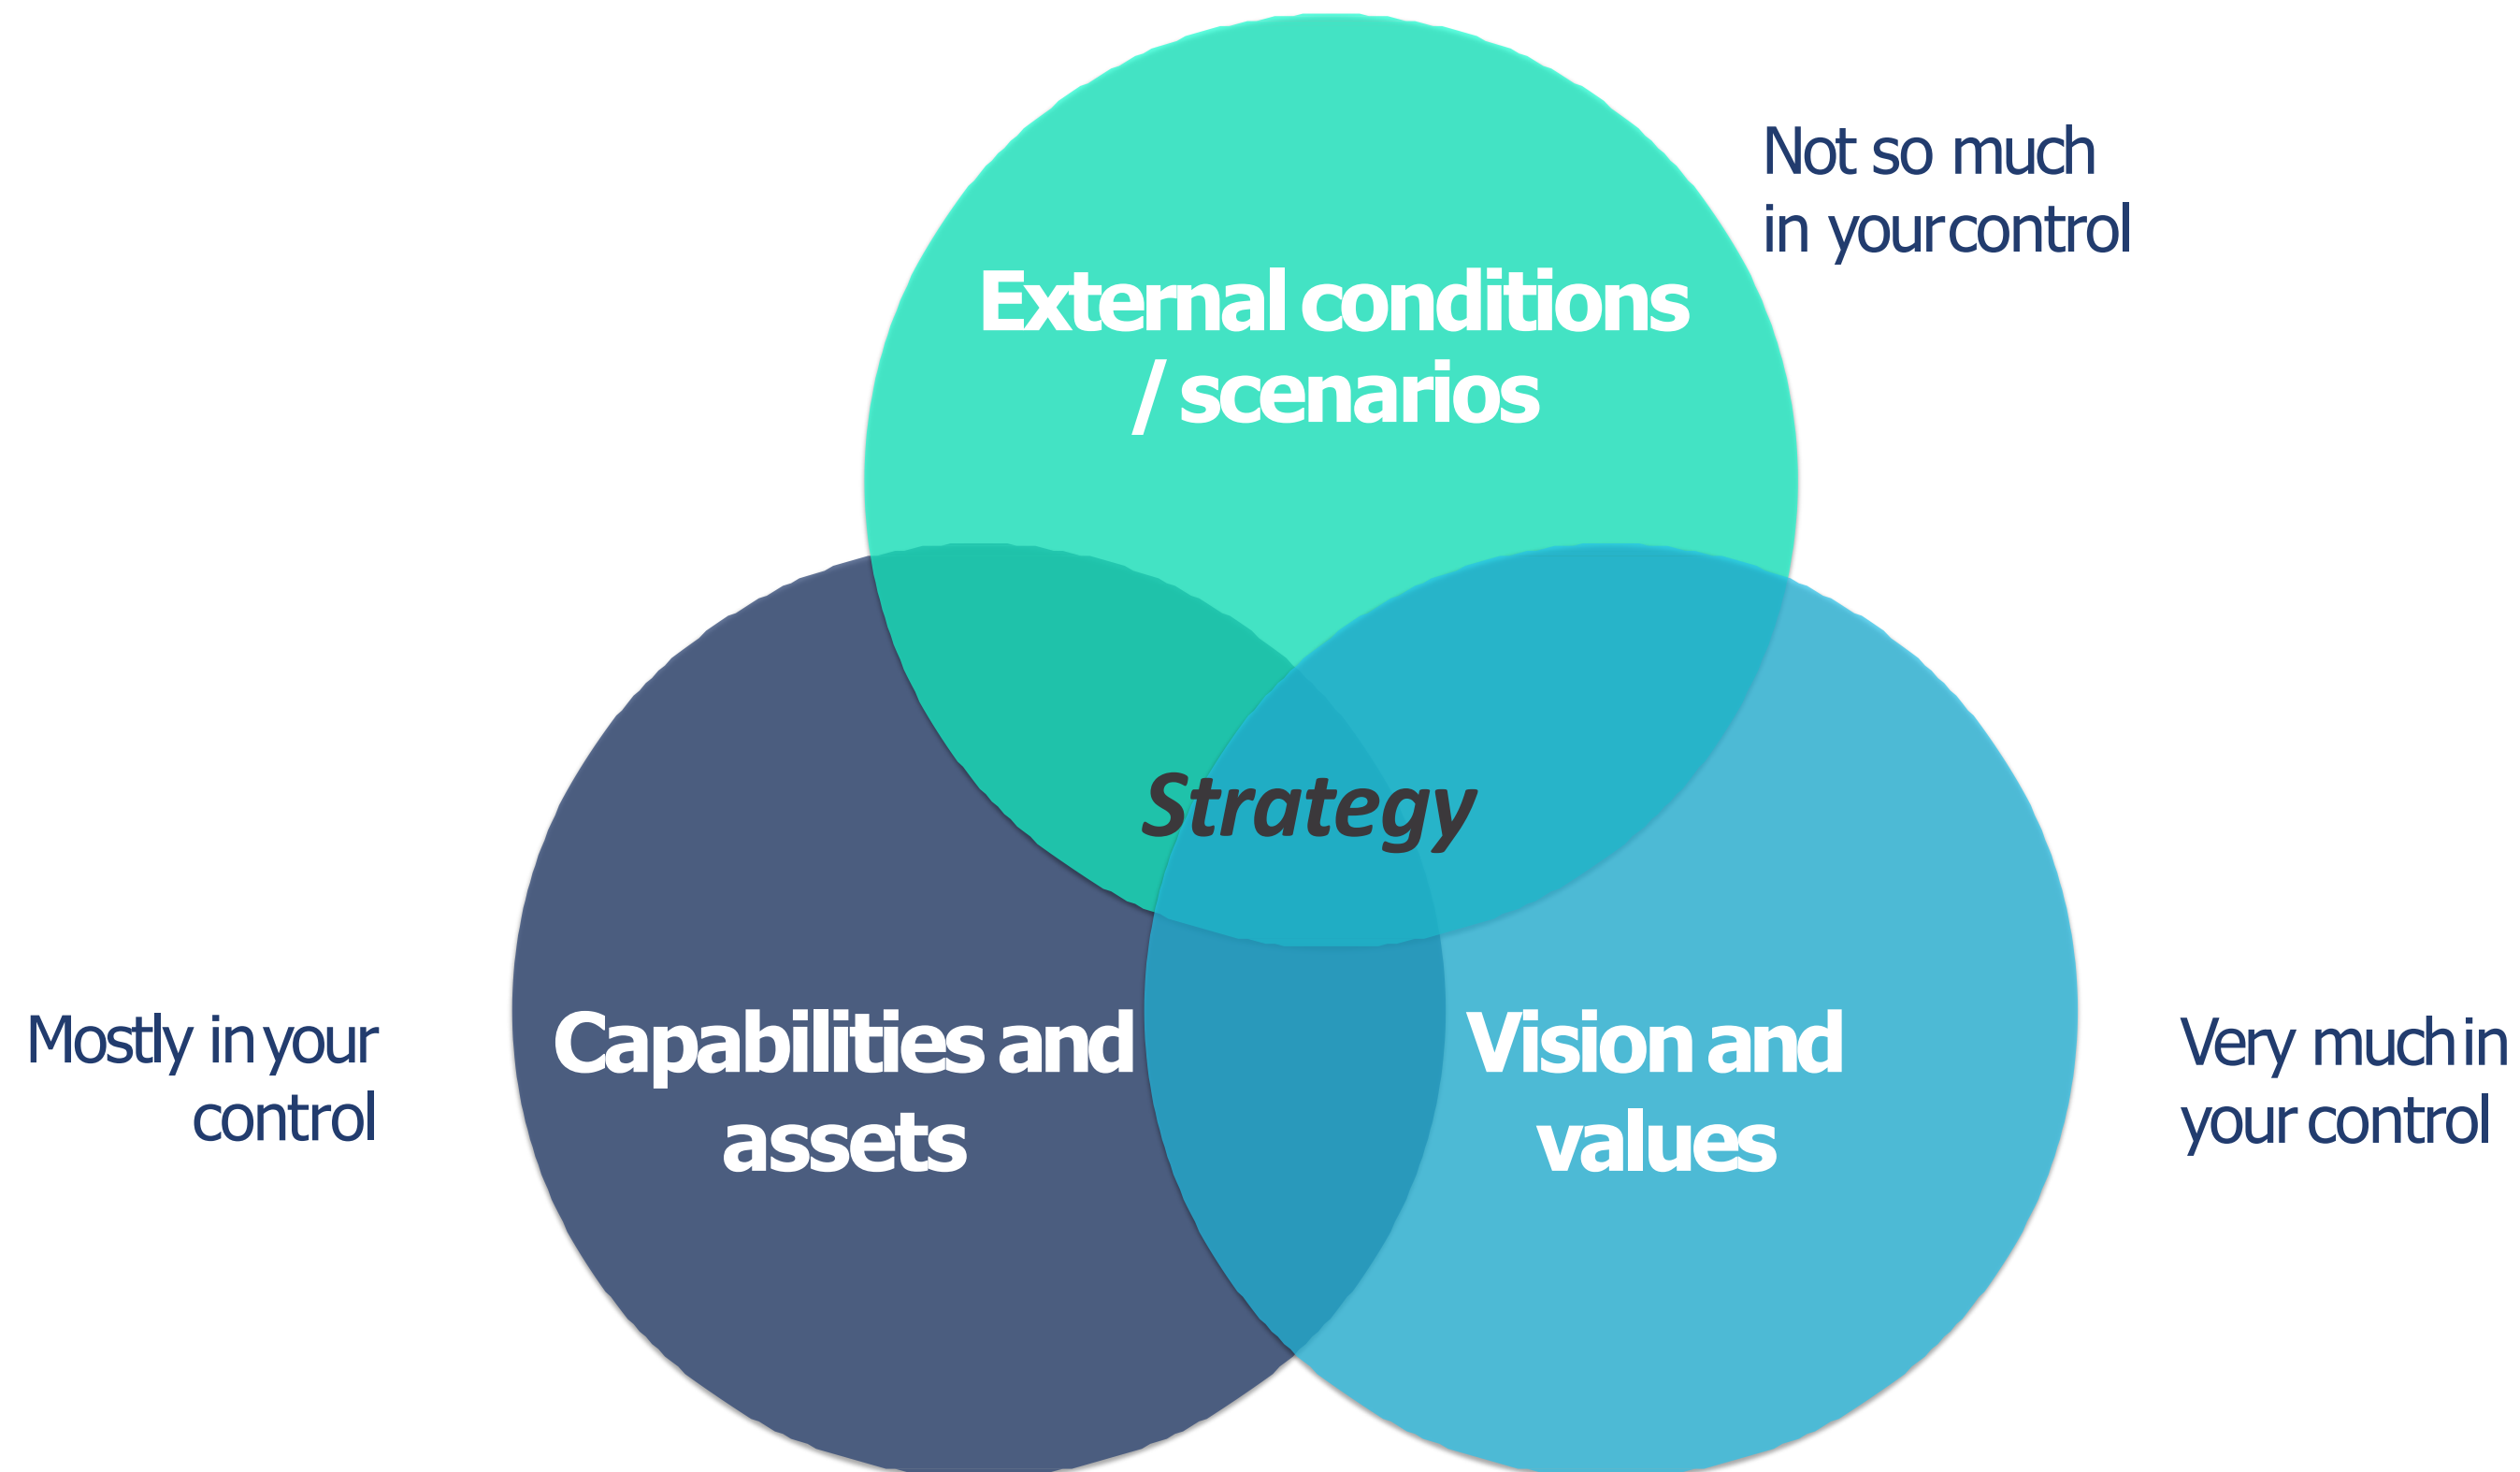 Not so much
in your control
External conditions
/ scenarios
Strategy
Capabilities and
assets
Vision and
values
Mostly in your
control
Very much in
your control